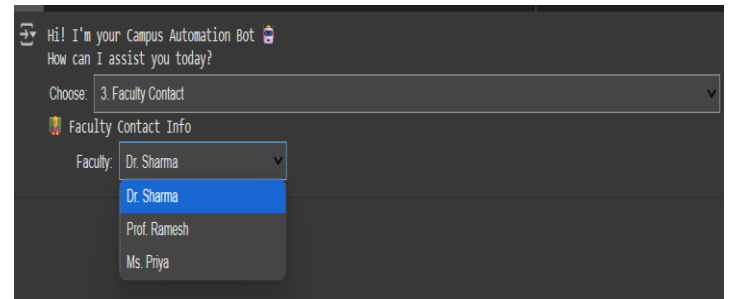 Hi! I'm your Campus Automation Bot 🤖
How can I assist you today?
Choose: 3. Faculty Contact
Faculty Contact Info
Faculty: Dr. Sharma
Dr. Sharma
Prof. Ramesh
Ms. Priya